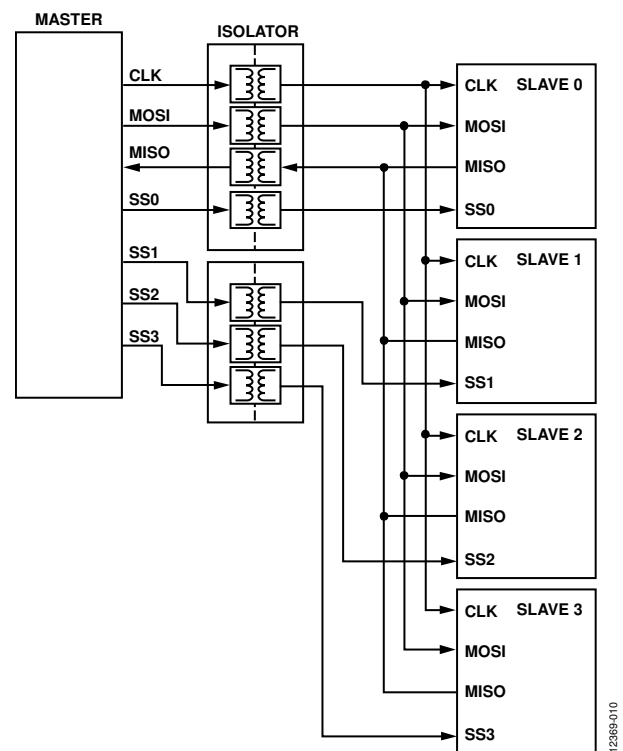 MASTER
ISOLATOR
CLK
MOSI
MISO
SS0
SS1
SS2
SS3
CLK SLAVE 0
MOSI
MISO
SS0
CLK SLAVE 1
MOSI
MISO
SS1
CLK SLAVE 2
MOSI
MISO
SS2
CLK SLAVE 3
MOSI
MISO
SS3
12369-010